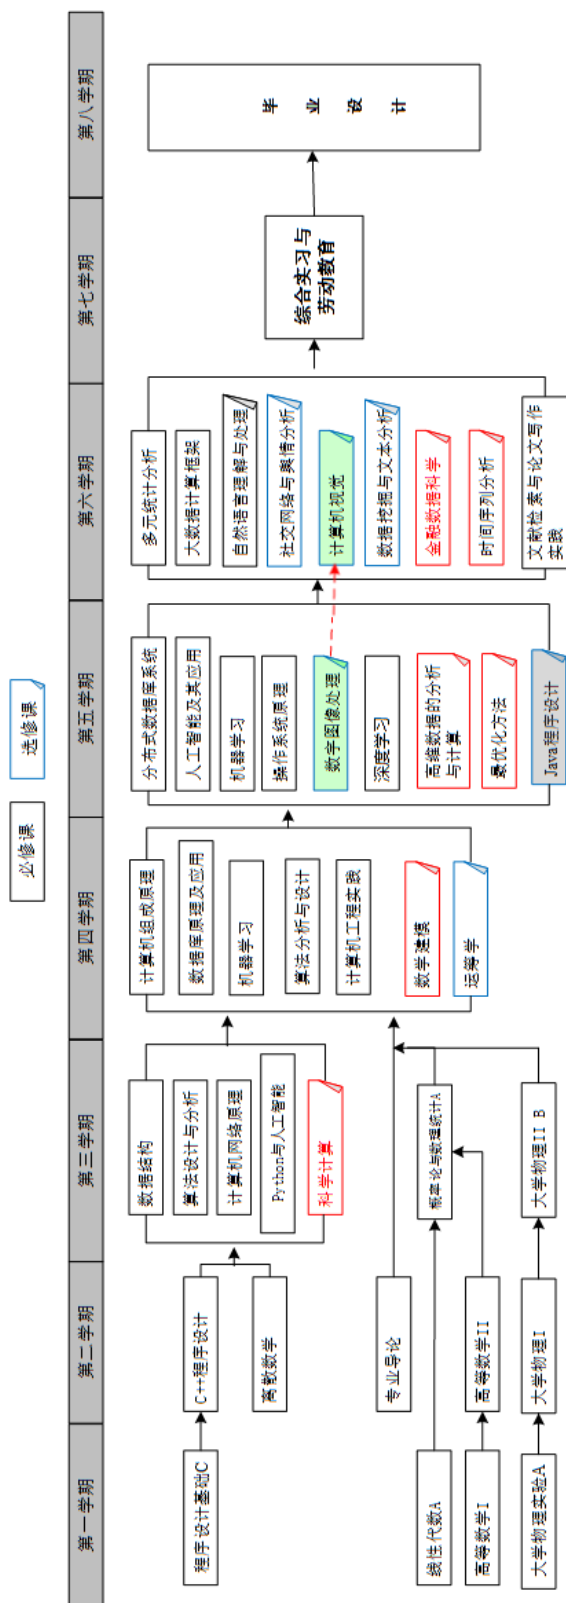 必修课
选修课
第一学期
第二学期
第三学期
第四学期
第五学期
第六学期
第七学期
第八学期
程序设计基础C
线性代数A
高等数学I
大学物理实验A
C++程序设计
离散数学
专业导论
高等数学II
大学物理I
数据结构
算法设计与分析
计算机网络原理
Python与人工智能
科学计算
概率论与数理统计A
大学物理II B
计算机组成原理
数据库原理及应用
机器学习
算法分析与设计
计算机工程实践
数学建模
运筹学
分布式数据库系统
人工智能及其应用
机器学习
操作系统原理
数字图像处理
深度学习
高维数据的分析
与计算
最优化方法
Java程序设计
多元统计分析
大数据计算框架
自然语言理解与处理
社交网络与舆情分析
计算机视觉
数据挖掘与文本分析
金融数据科学
时间序列分析
文献检索与论文写作
实践
综合实习与
劳动教育
毕业设计